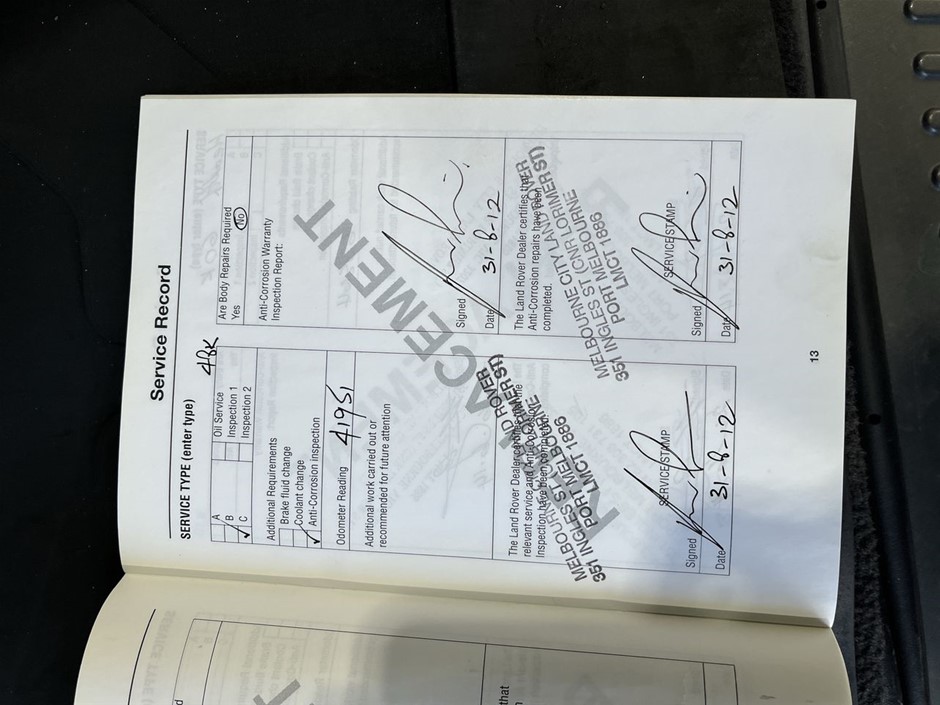 Service Record
SERVICE TYPE (enter type)
48K
A
B
C
Oil Service
Inspection 1
Inspection 2
Additional Requirements
Brake fluid change
Coolant change
Anti-Corrosion inspection
Odometer Reading 41951
Additional work carried out or
recommended for future attention
The Land Rover Dealer certifies that the
relevant service and Anti-Corrosion
Inspection have been completed.
MELBOURNE
351 INGLES ST
PORT MELBOURNE
LMCT 1886
SERVICE STAMP
Signed
Date 31-8-12
Are Body Repairs Required
Yes No
Anti-Corrosion Warranty
Inspection Report:
Signed
Date 31-8-12
The Land Rover Dealer certifies that
Anti-Corrosion repairs have been
completed.
MELBOURNE CITY LAND ROVER
351 INGLES ST (CNR LORIMER ST)
PORT MELBOURNE
LMCT 1886
SERVICE STAMP
Signed
Date 31-8-12
REPLACEMENT
13
that